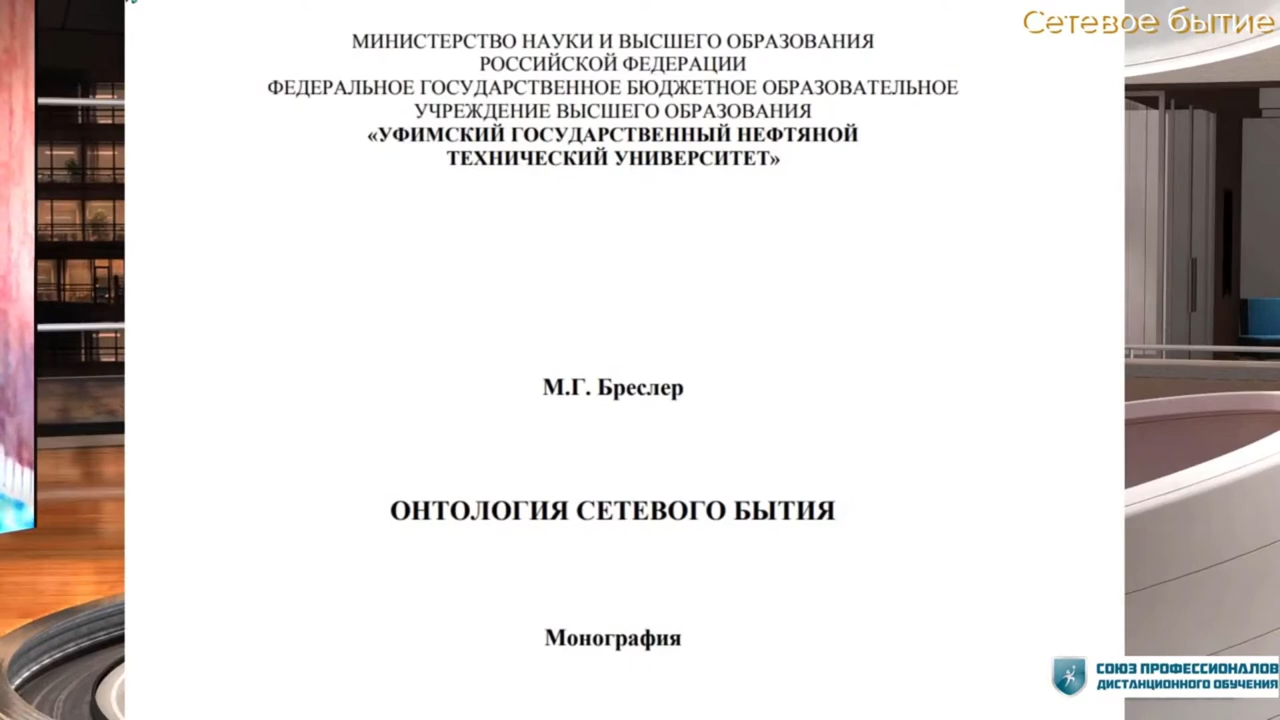 Сетевое бытие
МИНИСТЕРСТВО НАУКИ И ВЫСШЕГО ОБРАЗОВАНИЯ
РОССИЙСКОЙ ФЕДЕРАЦИИ
ФЕДЕРАЛЬНОЕ ГОСУДАРСТВЕННОЕ БЮДЖЕТНОЕ ОБРАЗОВАТЕЛЬНОЕ
УЧРЕЖДЕНИЕ ВЫСШЕГО ОБРАЗОВАНИЯ
«УФИМСКИЙ ГОСУДАРСТВЕННЫЙ НЕФТЯНОЙ
ТЕХНИЧЕСКИЙ УНИВЕРСИТЕТ»
М.Г. Бреслер
ОНТОЛОГИЯ СЕТЕВОГО БЫТИЯ
Монография
СОЮЗ ПРОФЕССИОНАЛОВ
ДИСТАНЦИОННОГО ОБУЧЕНИЯ